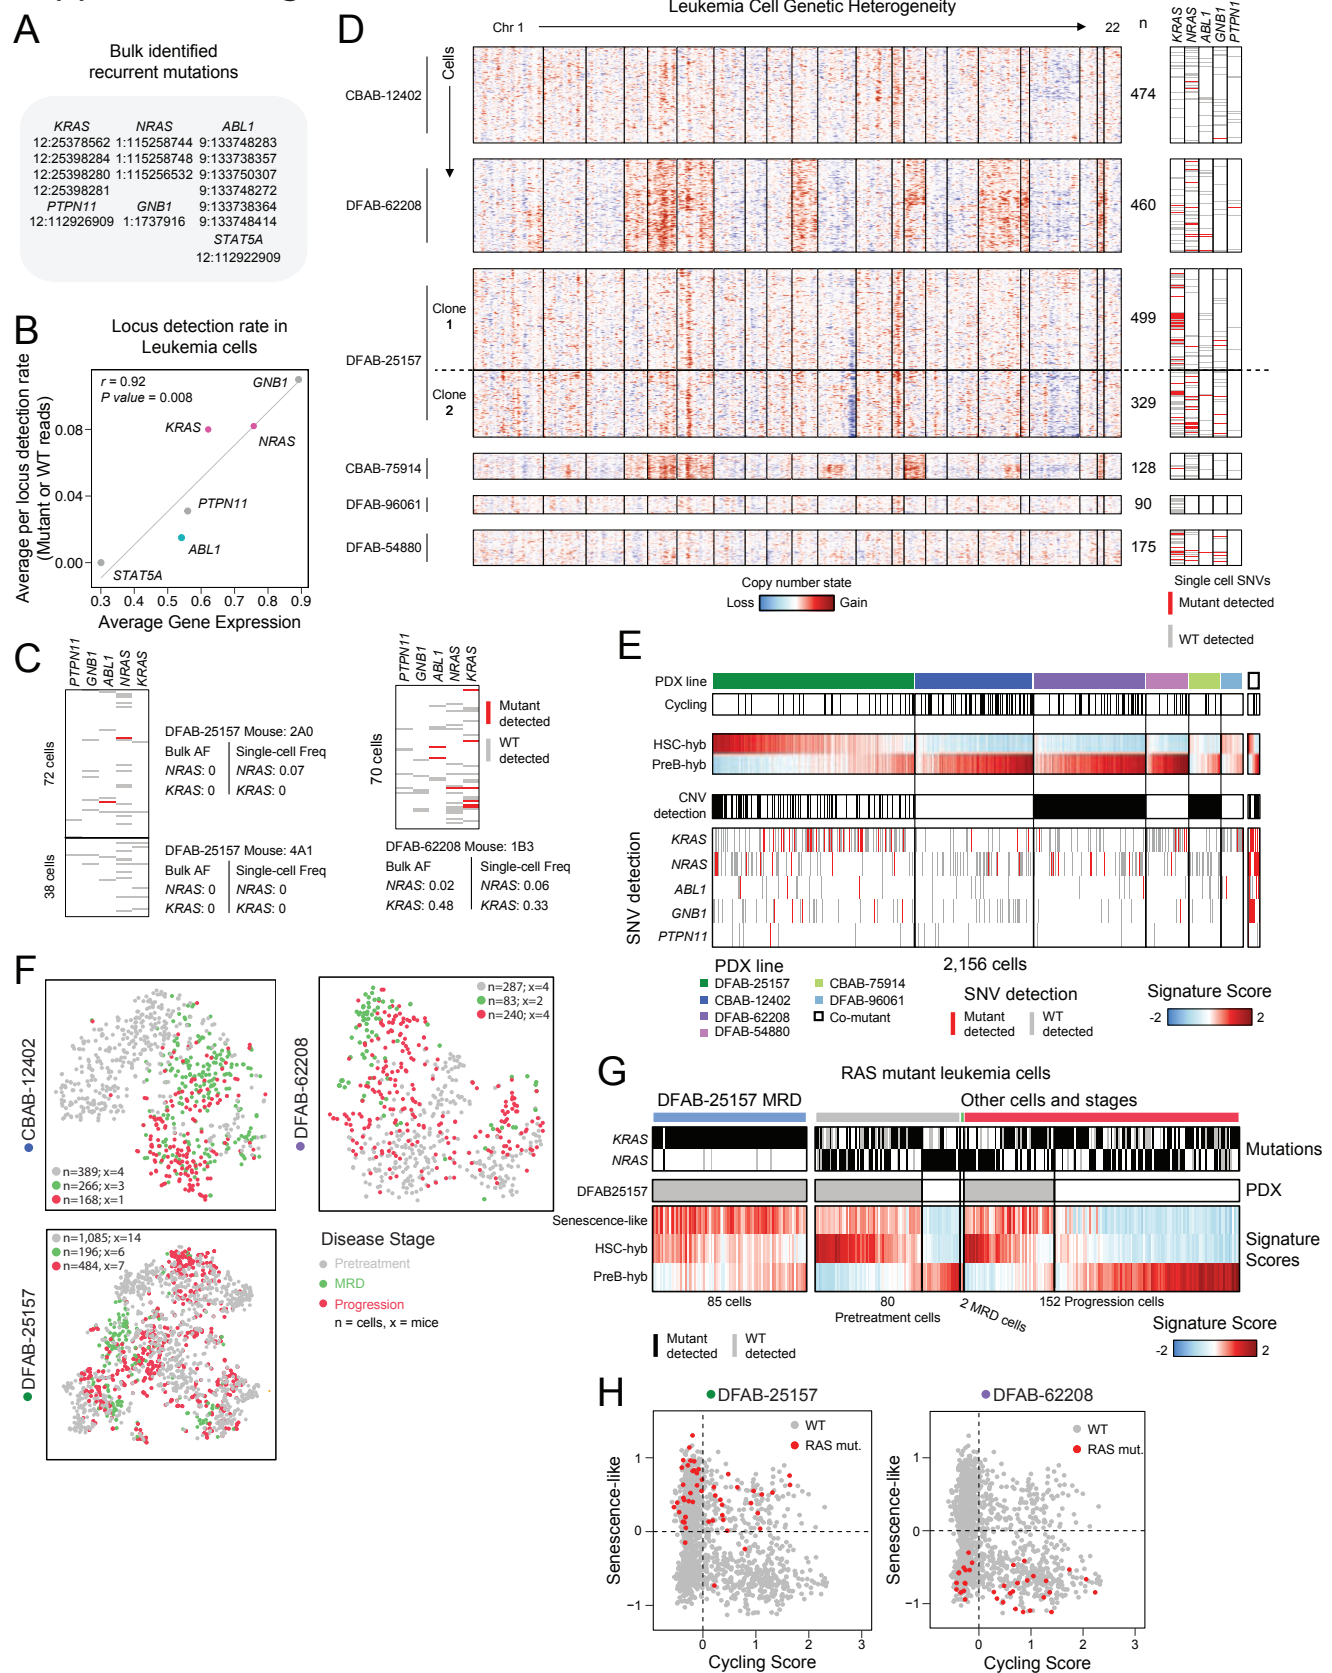 A
Bulk identified
recurrent mutations
KRAS NRAS ABL1
12:25378562 1:115258744 9:133748283
12:25398284 1:115258748 9:133738357
12:25398280 1:115256532 9:133750307
12:25398281 9:133748272
PTPN11 GNB1 9:133738364
12:112926909 1:1737916 9:133748414
STAT5A
12:112922909
B
Locus detection rate in
Leukemia cells
Average per locus detection rate
(Mutant or WT reads)
r = 0.92
P value = 0.008
GNB1
KRAS
NRAS
PTPN11
ABL1
STAT5A
0.08
0.04
0.00
0.3 0.4 0.5 0.6 0.7 0.8 0.9
Average Gene Expression
C
PTPN11 GNB1 ABL1 NRAS KRAS
72 cells
DFAB-25157 Mouse: 2A0
Bulk AF Single-cell Freq
NRAS: 0 NRAS: 0.07
KRAS: 0 KRAS: 0
38 cells
DFAB-25157 Mouse: 4A1
Bulk AF Single-cell Freq
NRAS: 0 NRAS: 0
KRAS: 0 KRAS: 0
PTPN11 GNB1 ABL1 NRAS KRAS
70 cells
Mutant
detected
WT
detected
DFAB-62208 Mouse: 1B3
Bulk AF Single-cell Freq
NRAS: 0.02 NRAS: 0.06
KRAS: 0.48 KRAS: 0.33
D
Leukemia Cell Genetic Heterogeneity
Chr 1 22 n
KRAS NRAS ABL1 GNB1 PTPN1
Cells
CBAB-12402 474
DFAB-62208 460
DFAB-25157
Clone
1
499
Clone
2
329
CBAB-75914 128
DFAB-96061 90
DFAB-54880 175
Copy number state
Loss Gain
Single cell SNVs
Mutant detected
WT detected
E
PDX line
Cycling
HSC-hyb
PreB-hyb
CNV
detection
SNV detection
KRAS
NRAS
ABL1
GNB1
PTPN11
PDX line
DFAB-25157
CBAB-12402
DFAB-62208
DFAB-54880
CBAB-75914
DFAB-96061
Co-mutant
2,156 cells
SNV detection
Mutant
detected
WT
detected
Signature Score
-2 2
F
CBAB-12402
n=389; x=4
n=266; x=3
n=168; x=1
DFAB-62208
n=287; x=4
n=83; x=2
n=240; x=4
DFAB-25157
n=1,085; x=14
n=196; x=6
n=484, x=7
Disease Stage
Pretreatment
MRD
Progression
n = cells, x = mice
G
RAS mutant leukemia cells
DFAB-25157 MRD Other cells and stages
KRAS
NRAS
Mutations
DFAB25157
PDX
Senescence-like
HSC-hyb
PreB-hyb
Signature
Scores
85 cells
80
Pretreatment cells
2 MRD cells
152 Progression cells
Mutant
detected
WT
detected
Signature Score
-2 2
H
DFAB-25157
WT
RAS mut.
Senescence-like
1
0
−1
0 1 2 3
Cycling Score
DFAB-62208
WT
RAS mut.
Senescence-like
1
0
−1
0 1 2 3
Cycling Score